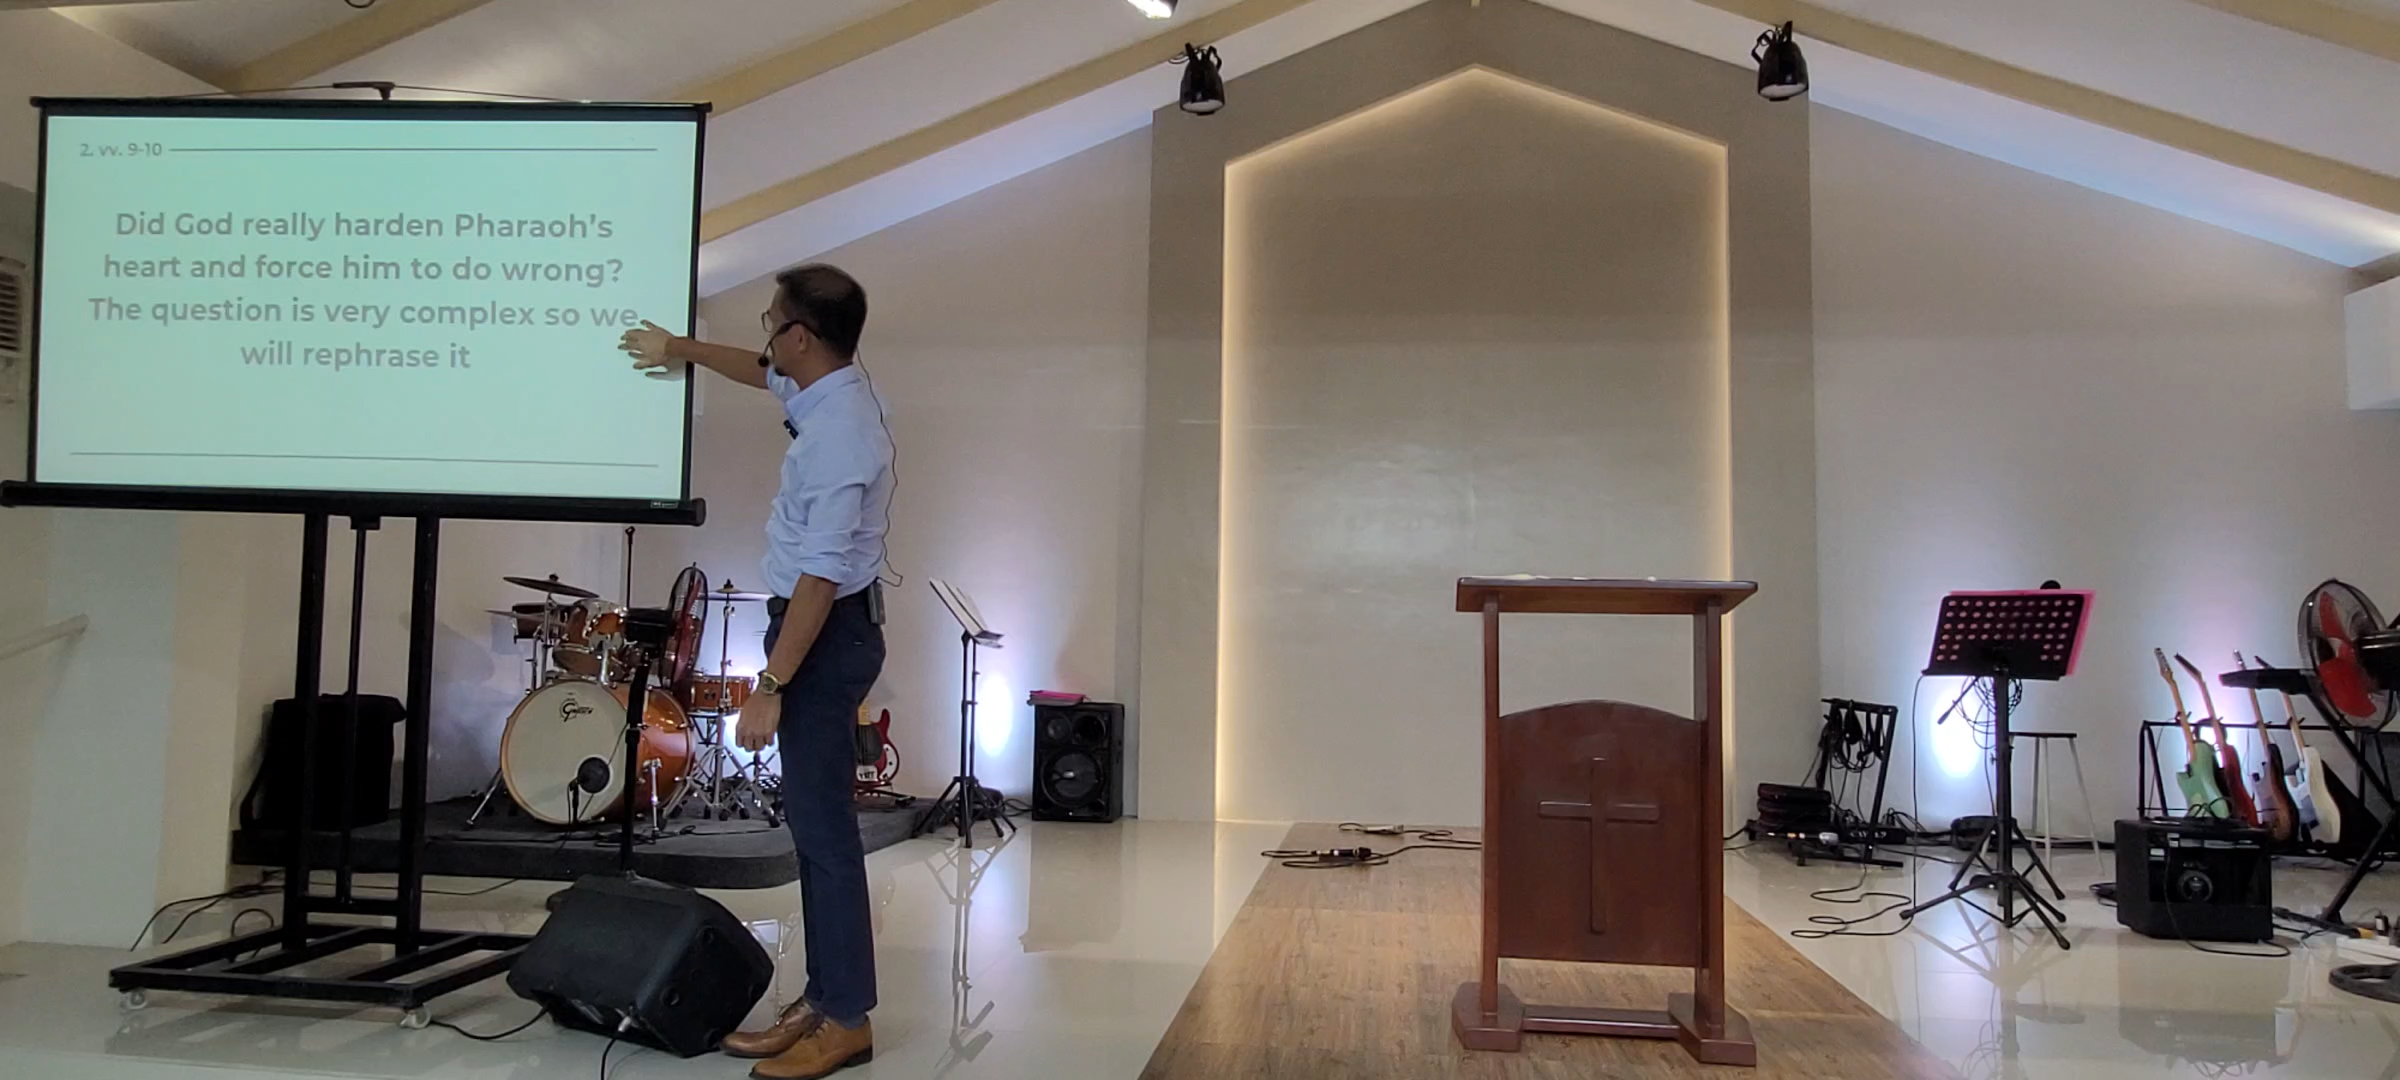 2. vv. 9-10
Did God really harden Pharaoh's
heart and force him to do wrong?
The question is very complex so we
will rephrase it